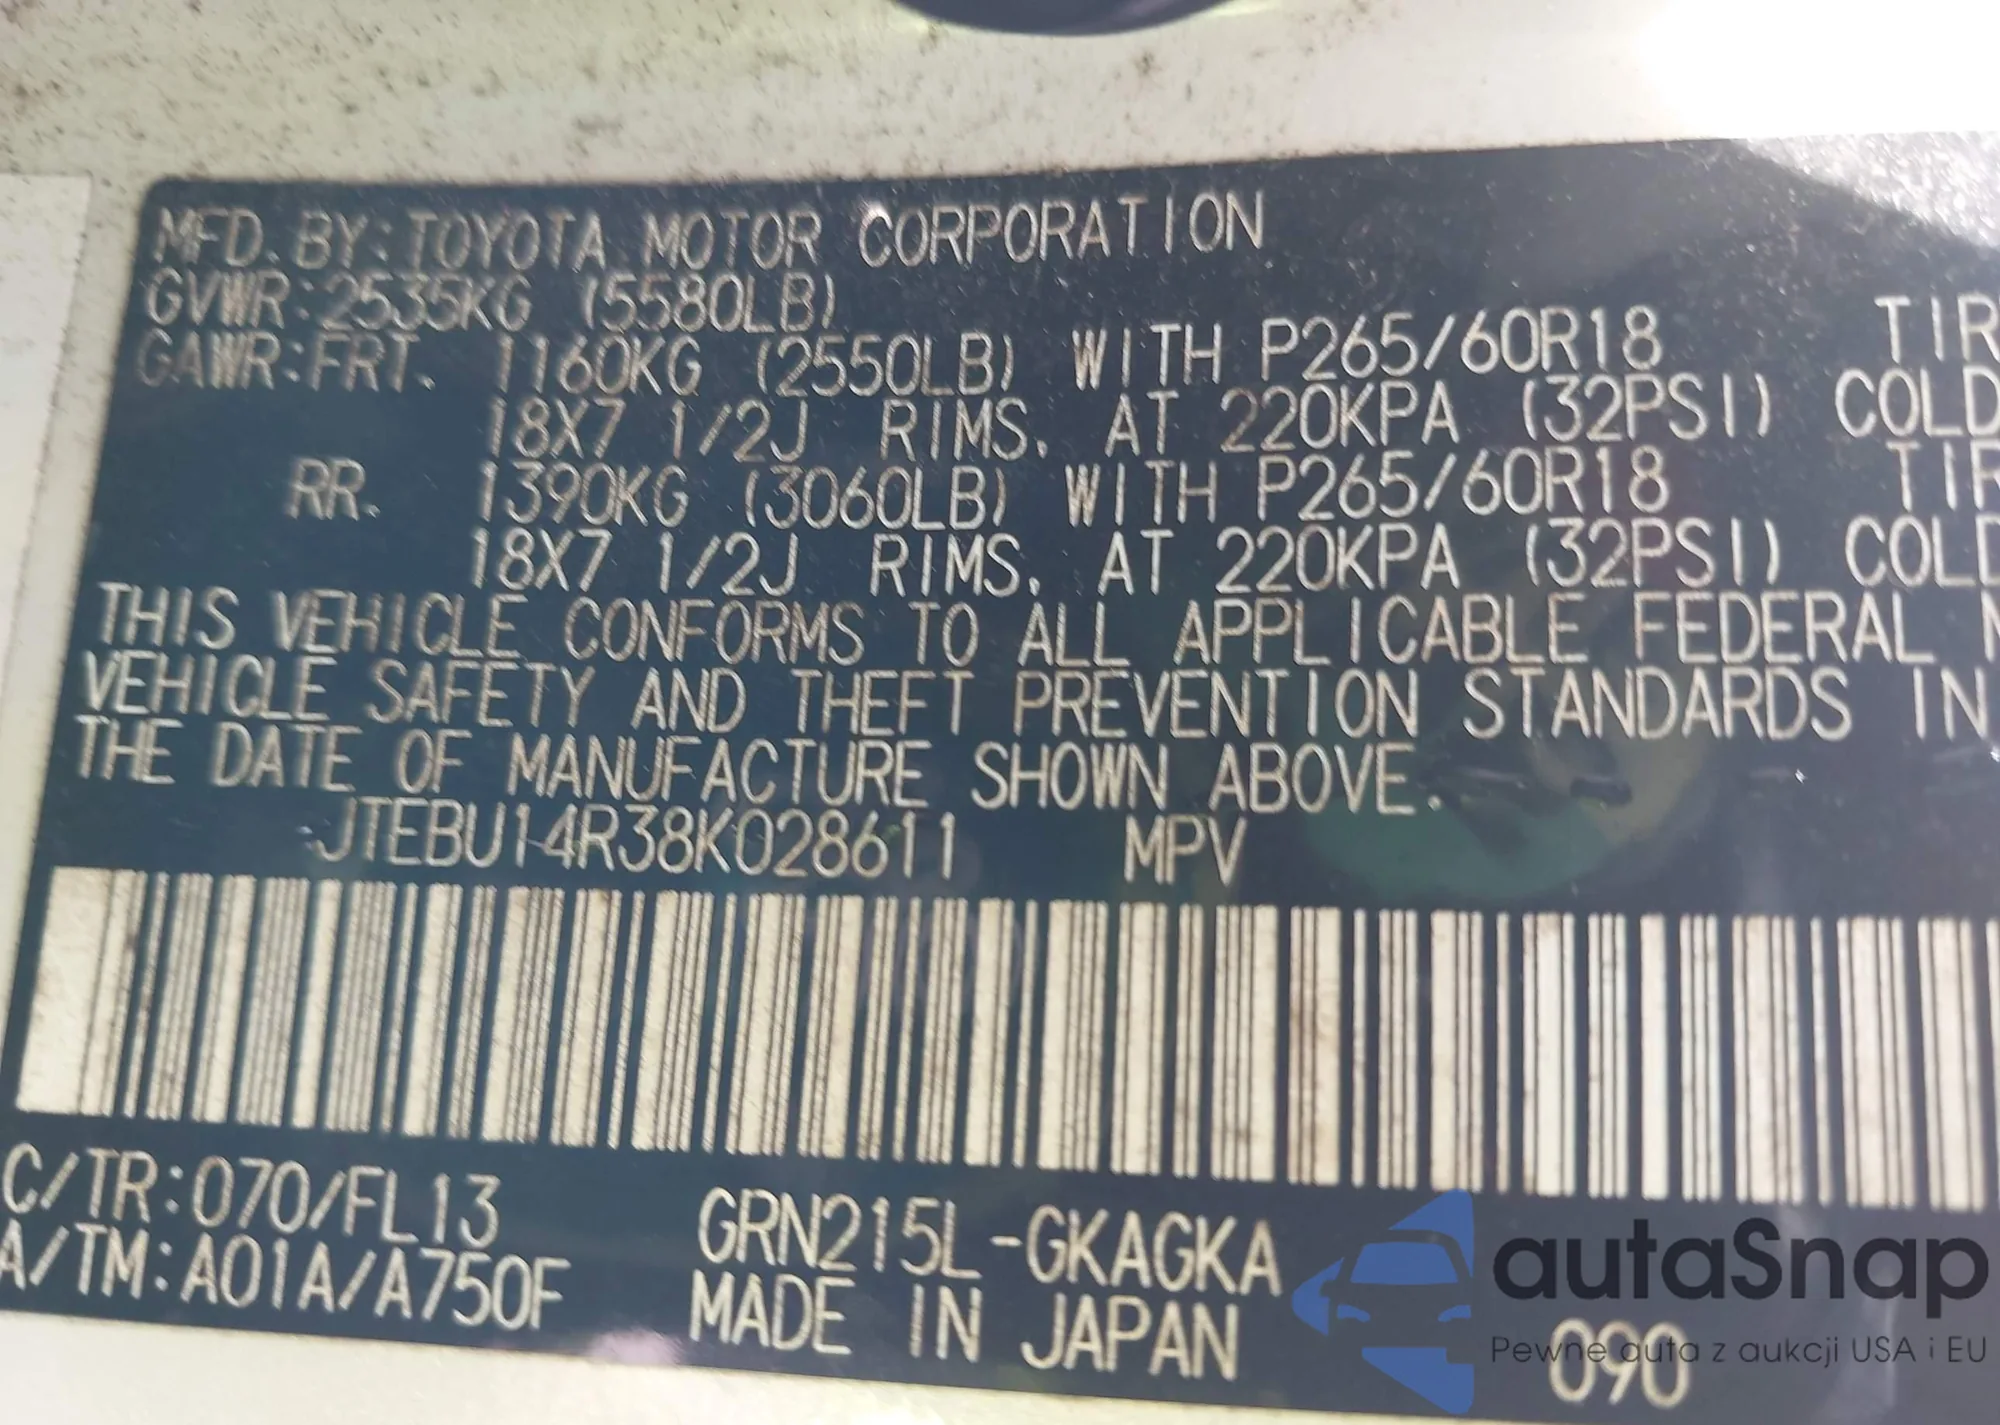 MFD. BY:TOYOTA MOTOR CORPORATION
GVWR:2535KG (5580LB)
GAWR:FRT. 1160KG (2550LB) WITH P265/60R18 TIR
18X7 1/2J RIMS, AT 220KPA (32PSI) COLD
RR. 1390KG (3060LB) WITH P265/60R18 TIR
18X7 1/2J RIMS, AT 220KPA (32PSI) COLD
THIS VEHICLE CONFORMS TO ALL APPLICABLE FEDERAL M
VEHICLE SAFETY AND THEFT PREVENTION STANDARDS IN
THE DATE OF MANUFACTURE SHOWN ABOVE.
JTEBU14R38K028611 MPV
C/TR:070/FL13 GRN215L-GKAGKA
A/TM:A01A/A750F MADE IN JAPAN 090
autaSnap
Pewne auta z aukcji USA i EU